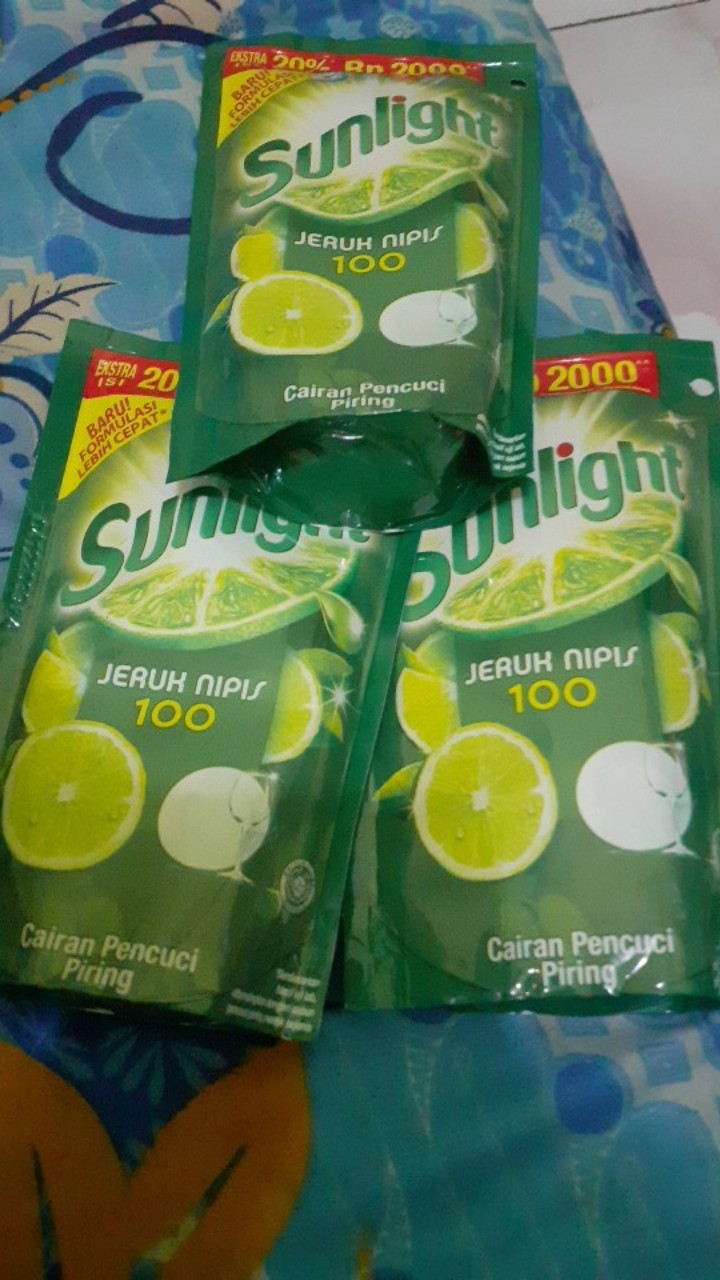 EKSTRA
20% Rp 2000^^
BARU!
FORMULASI
LEBIH CEPAT*
Sunlight
JERUK NIPIS
100
Cairan Pencuci
Piring
EKSTRA
ISI 20
BARU!
FORMULASI
LEBIH CEPAT*
Sunlight
JERUK NIPIS
100
Cairan Pencuci
Piring
2000^^
Sunlight
JERUK NIPIS
100
Cairan Pencuci
Piring